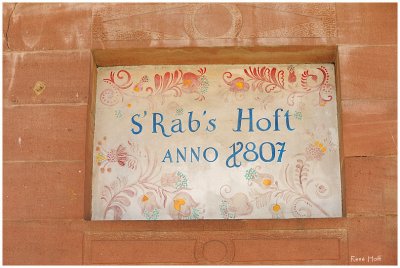 S'Rab's Hoft
ANNO 1807
René Hoff